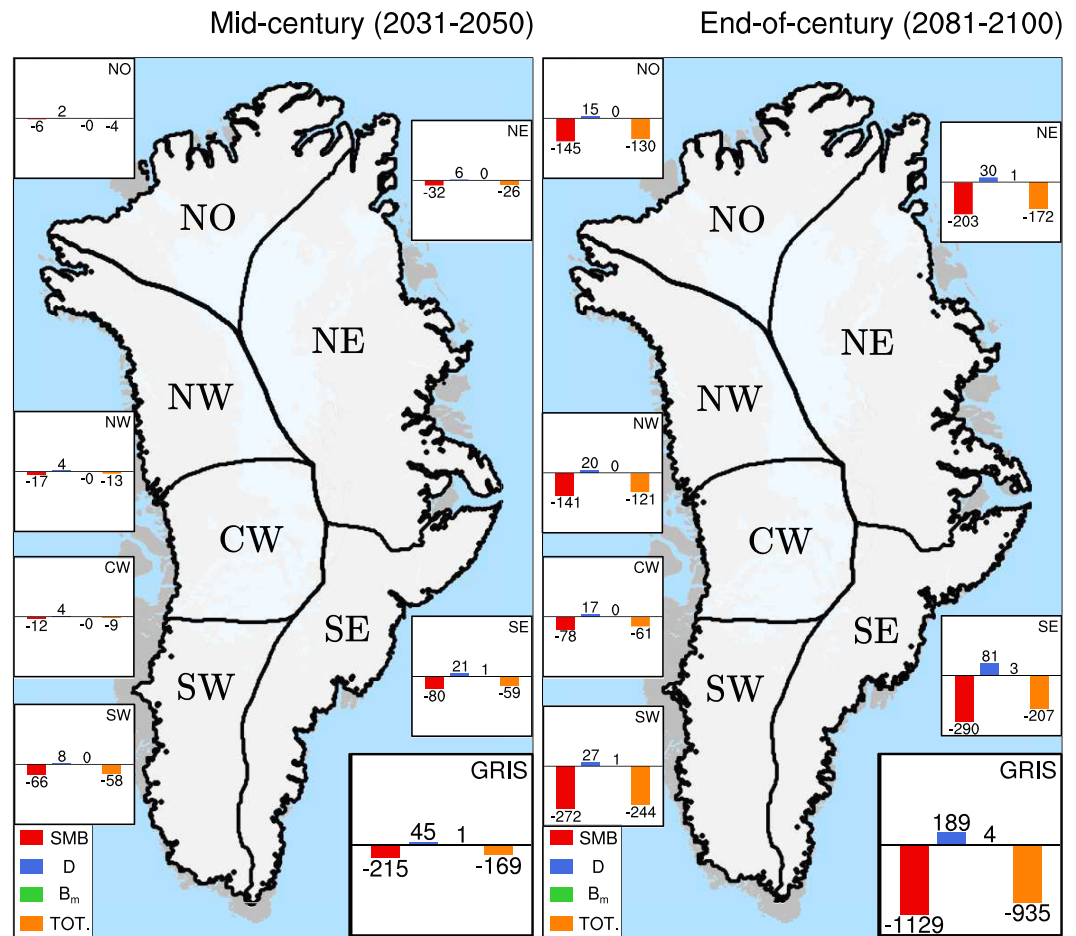 Mid-century (2031-2050)
NO
2
-6 -0 -4
NE
6 0
-32 -26
NO
NE
NW
NW
4
-17 -0 -13
CW
CW
4
-12 -0 -9
SE
SE
21 1
-80 -59
SW
SW
8 0
-66 -58
GRIS
45 1
-215 -169
SMB
D
Bₘ
TOT.
End-of-century (2081-2100)
NO
15 0
-145 -130
NE
30 1
-203 -172
NO
NE
NW
NW
20 0
-141 -121
CW
CW
17 0
-78 -61
SE
SE
81 3
-290 -207
SW
SW
27 1
-272 -244
GRIS
189 4
-1129 -935
SMB
D
Bₘ
TOT.